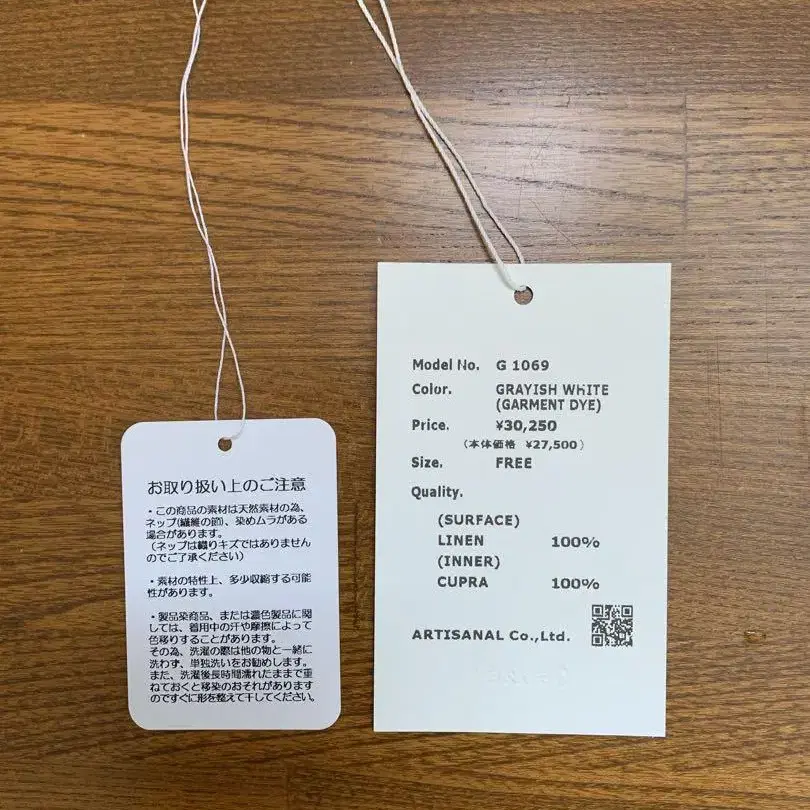 お取り扱い上のご注意
・この商品の素材は天然素材の為、
ネップ(繊維の節)、染めムラがある
場合があります。
(ネップは織りキズではありません
のでご了承ください)
・素材の特性上、多少収縮する可能
性があります。
・製品染商品、または濃色製品に関
しては、着用中の汗や摩擦によって
色移りすることがあります。
その為、洗濯の際は他の物と一緒に
洗わず、単独洗いをお勧めします。
また、洗濯後長時間濡れたままで重
ねておくと移染のおそれがあります
のですぐに形を整えて干してください。
Model No. G 1069
Color. GRAYISH WHITE
(GARMENT DYE)
Price. ¥30,250
(本体価格 ¥27,500)
Size. FREE
Quality.
(SURFACE)
LINEN 100%
(INNER)
CUPRA 100%
ARTISANAL Co.,Ltd.